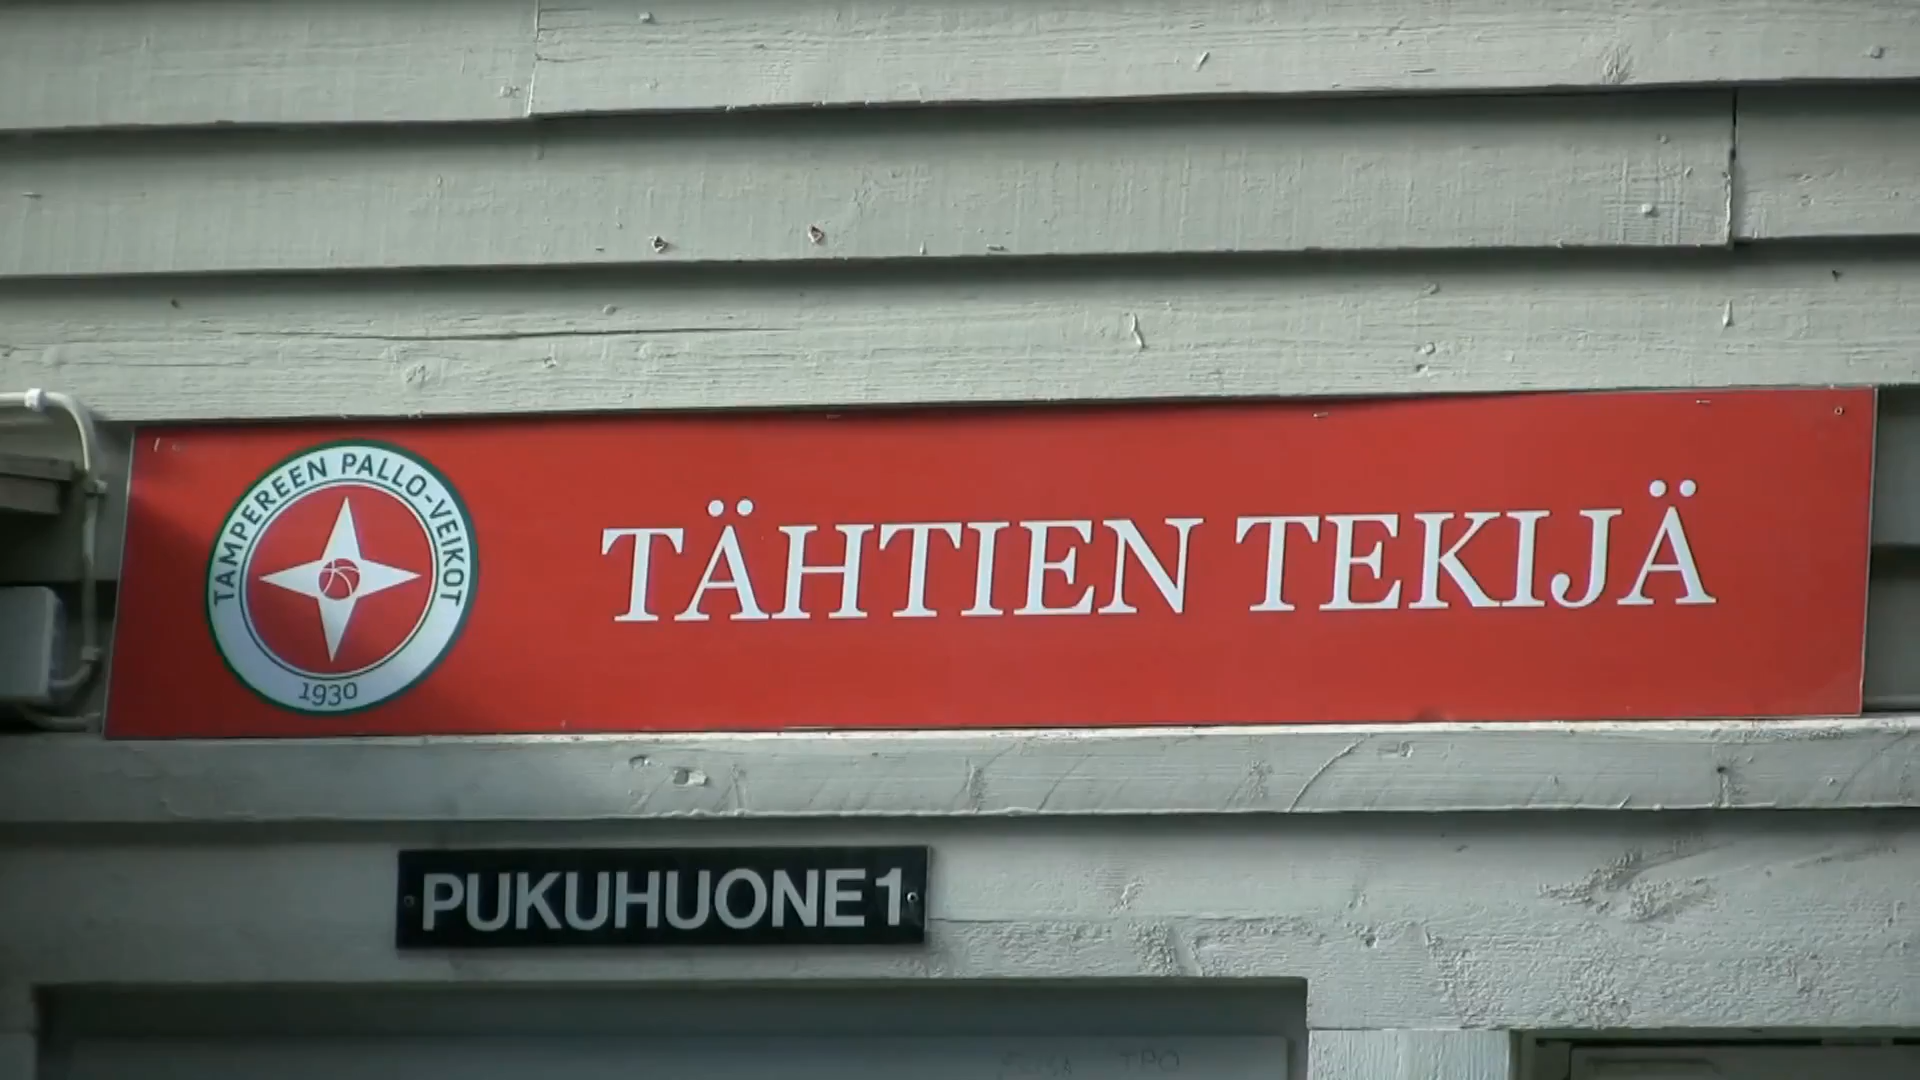 TAMPEREEN PALLO-VEIKOT
1930
TÄHTIEN TEKIJÄ
PUKUHUONE 1